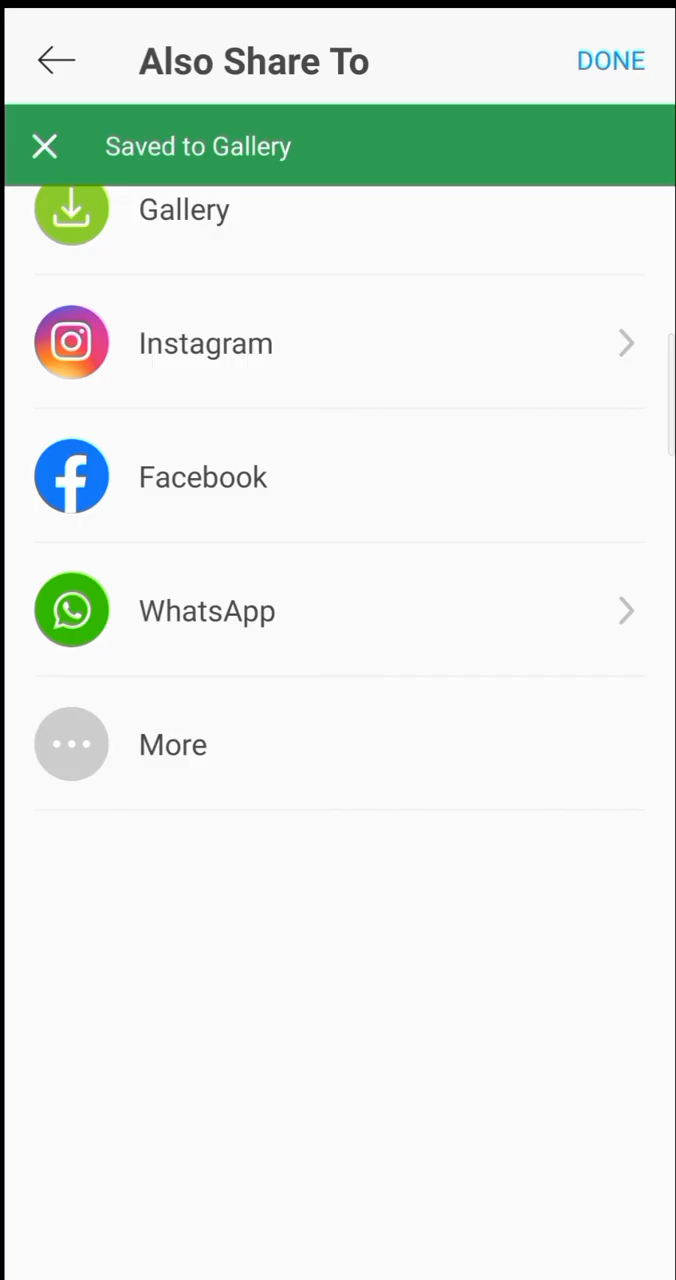 Also Share To
DONE
Saved to Gallery
Gallery
Instagram
Facebook
WhatsApp
More